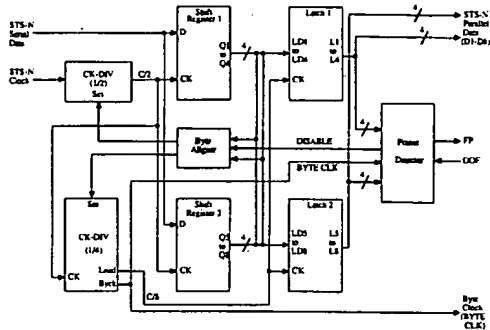 STS-N
Serial
Data
STS-N
Clock
CK-DIV
(1/2)
Set
C/2
Shift
Register 1
D
CK
Q1
to
Q4
4
Latch 1
LD1
to
LD4
L1
to
L4
CK
4
4
STS-N
Parallel
Data
(D1-D8)
Byte
Aligner
DISABLE
BYTE CLK
4
4
Frame
Detector
FP
OOF
Set
CK-DIV
(1/4)
Load
CK
Byck
C/8
Shift
Register 2
D
CK
Q5
to
Q8
4
Latch 2
LD5
to
LD8
L5
to
L8
CK
Byte
Clock
(BYTE
CLK)